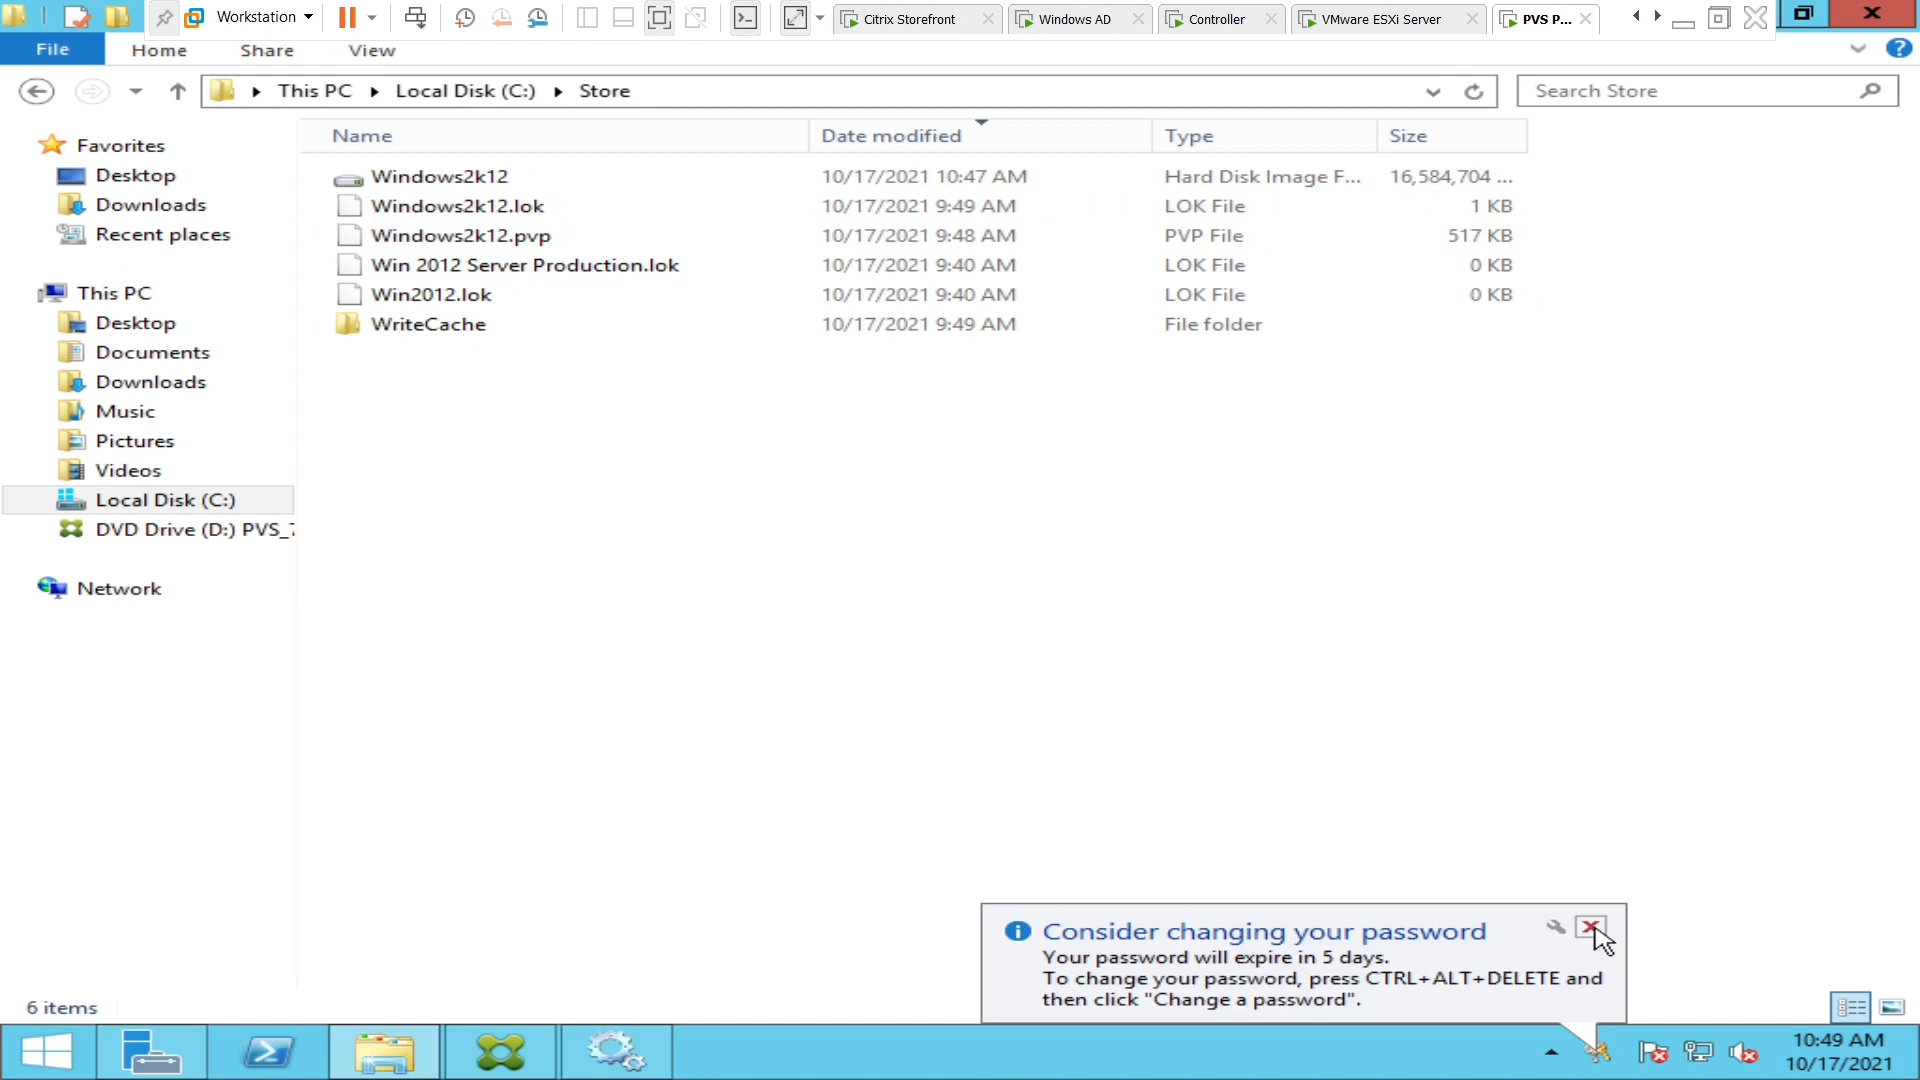 Workstation
Citrix Storefront
Windows AD
Controller
VMware ESXi Server
PVS P...
File
Home
Share
View
This PC
Local Disk (C:)
Store
Search Store
Name
Date modified
Type
Size
Windows2k12
10/17/2021 10:47 AM
Hard Disk Image F...
16,584,704 ...
Windows2k12.lok
10/17/2021 9:49 AM
LOK File
1 KB
Windows2k12.pvp
10/17/2021 9:48 AM
PVP File
517 KB
Win 2012 Server Production.lok
10/17/2021 9:40 AM
LOK File
0 KB
Win2012.lok
10/17/2021 9:40 AM
LOK File
0 KB
WriteCache
10/17/2021 9:49 AM
File folder
Favorites
Desktop
Downloads
Recent places
This PC
Desktop
Documents
Downloads
Music
Pictures
Videos
Local Disk (C:)
DVD Drive (D:) PVS_7
Network
Consider changing your password
Your password will expire in 5 days.
To change your password, press CTRL+ALT+DELETE and
then click "Change a password".
6 items
10:49 AM
10/17/2021